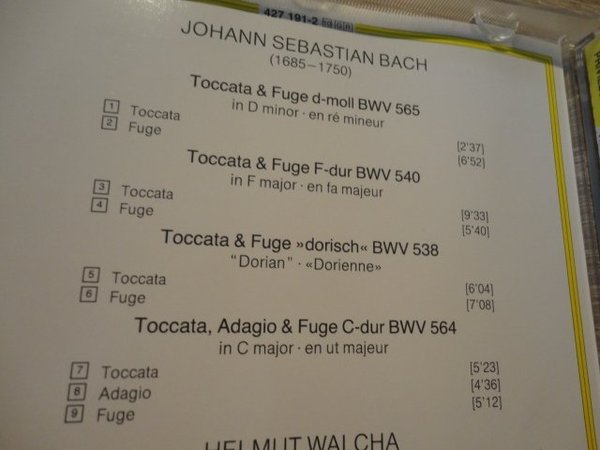 427 191-2
JOHANN SEBASTIAN BACH
(1685–1750)
Toccata & Fuge d-moll BWV 565
in D minor · en ré mineur
1 Toccata [2'37]
2 Fuge [6'52]
Toccata & Fuge F-dur BWV 540
in F major · en fa majeur
3 Toccata [9'33]
4 Fuge [5'40]
Toccata & Fuge »dorisch« BWV 538
“Dorian” · «Dorienne»
5 Toccata [6'04]
6 Fuge [7'08]
Toccata, Adagio & Fuge C-dur BWV 564
in C major · en ut majeur
7 Toccata [5'23]
8 Adagio [4'36]
9 Fuge [5'12]
HELMUT WALCHA